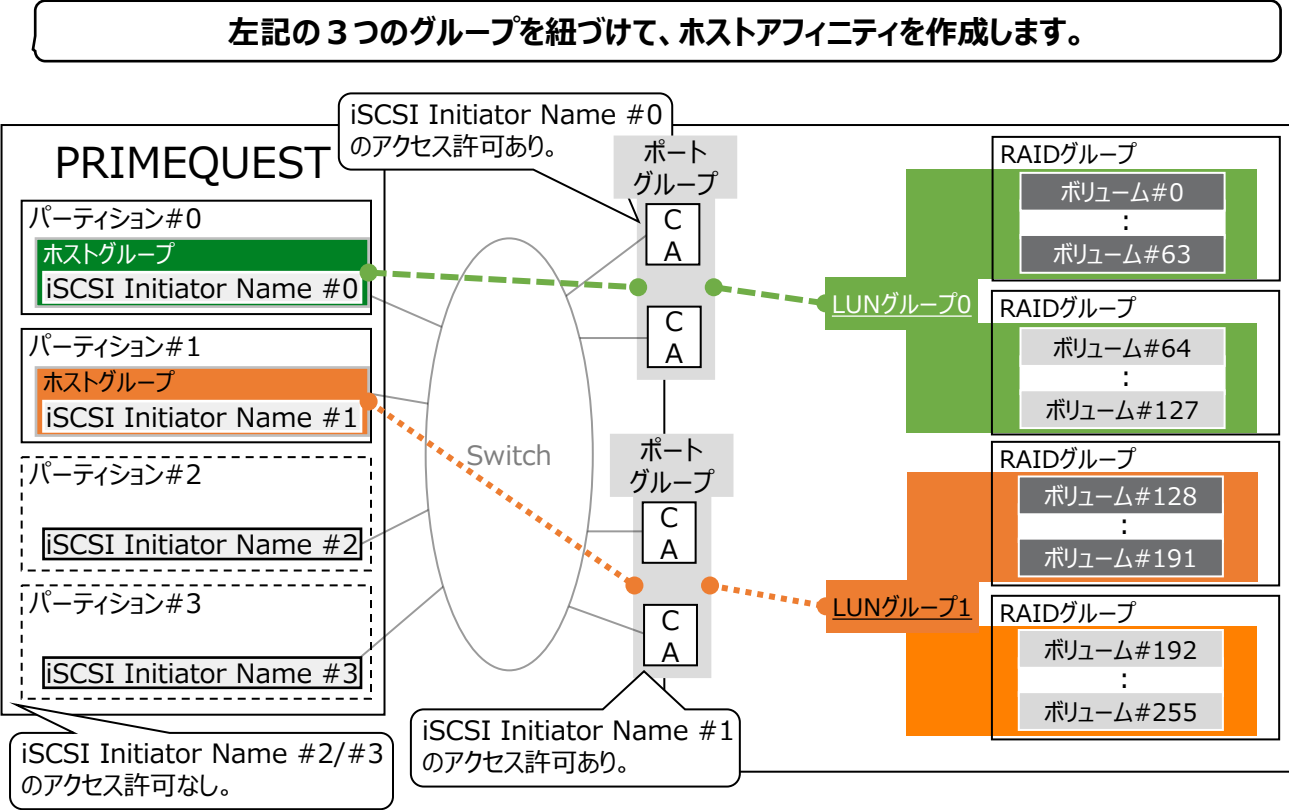 左記の３つのグループを紐づけて、ホストアフィニティを作成します。
iSCSI Initiator Name #0
のアクセス許可あり。
PRIMEQUEST
パーティション#0
ホストグループ
iSCSI Initiator Name #0
パーティション#1
ホストグループ
iSCSI Initiator Name #1
パーティション#2
iSCSI Initiator Name #2
パーティション#3
iSCSI Initiator Name #3
iSCSI Initiator Name #2/#3
のアクセス許可なし。
Switch
ポート
グループ
C
A
C
A
ポート
グループ
C
A
C
A
iSCSI Initiator Name #1
のアクセス許可あり。
LUNグループ0
LUNグループ1
RAIDグループ
ボリューム#0
：
ボリューム#63
RAIDグループ
ボリューム#64
：
ボリューム#127
RAIDグループ
ボリューム#128
：
ボリューム#191
RAIDグループ
ボリューム#192
：
ボリューム#255